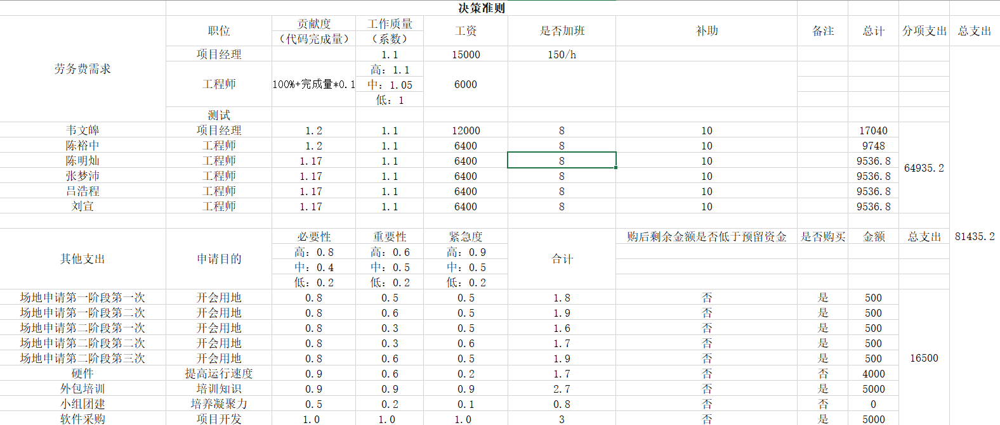 决策准则
职位 贡献度 工作质量 工资 是否加班 补助 备注 总计 分项支出 总支出
（代码完成量） （系数）
劳务费需求 项目经理 1.1 15000 150/h
工程师 100%+完成量*0.1 高：1.1 6000
中：1.05
低：1
测试
韦文皞 项目经理 1.2 1.1 12000 8 10 17040
陈裕中 工程师 1.2 1.1 6400 8 10 9748
陈明灿 工程师 1.17 1.1 6400 8 10 9536.8
张梦沛 工程师 1.17 1.1 6400 8 10 9536.8 64935.2
吕浩程 工程师 1.17 1.1 6400 8 10 9536.8
刘宣 工程师 1.17 1.1 6400 8 10 9536.8
其他支出 申请目的 必要性 重要性 紧急度 合计 购后剩余金额是否低于预留资金 是否购买 金额 总支出 81435.2
高：0.8 高：0.6 高：0.9
中：0.4 中：0.5 中：0.5
低：0.2 低：0.2 低：0.2
场地申请第一阶段第一次 开会用地 0.8 0.5 0.5 1.8 否 是 500
场地申请第一阶段第二次 开会用地 0.8 0.6 0.5 1.9 否 是 500
场地申请第二阶段第一次 开会用地 0.8 0.3 0.5 1.6 否 是 500
场地申请第二阶段第二次 开会用地 0.8 0.3 0.6 1.7 否 是 500
场地申请第二阶段第三次 开会用地 0.8 0.6 0.5 1.9 否 是 500 16500
硬件 提高运行速度 0.9 0.6 0.2 1.7 否 否 4000
外包培训 培训知识 0.9 0.9 0.9 2.7 否 是 5000
小组团建 培养凝聚力 0.5 0.2 0.1 0.8 否 否 0
软件采购 项目开发 1.0 1.0 1.0 3 否 是 5000